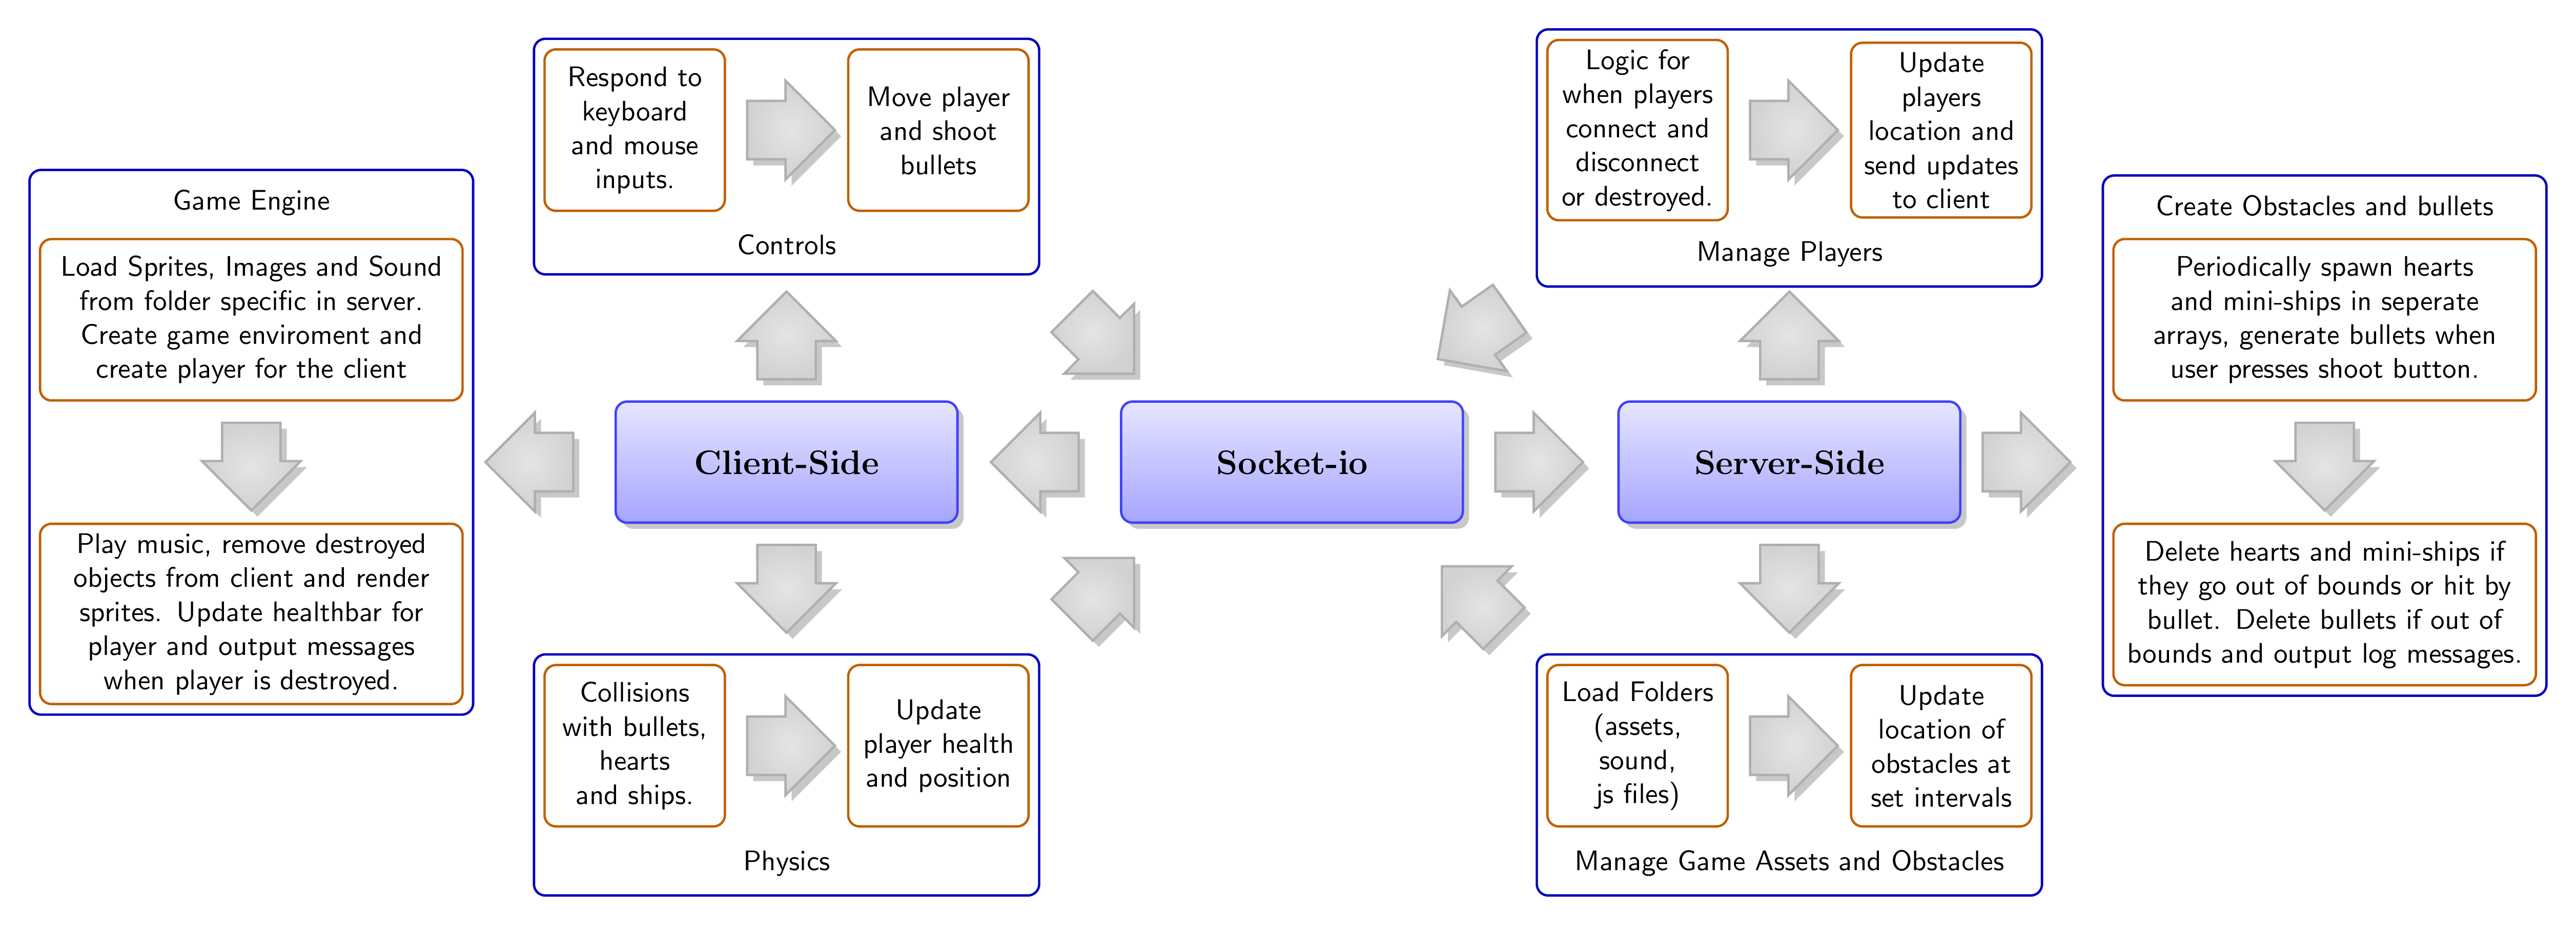 Game Engine
Load Sprites, Images and Sound
from folder specific in server.
Create game enviroment and
create player for the client
Play music, remove destroyed
objects from client and render
sprites. Update healthbar for
player and output messages
when player is destroyed.
Respond to
keyboard
and mouse
inputs.
Move player
and shoot
bullets
Controls
Client-Side
Collisions
with bullets,
hearts
and ships.
Update
player health
and position
Physics
Socket-io
Logic for
when players
connect and
disconnect
or destroyed.
Update
players
location and
send updates
to client
Manage Players
Server-Side
Load Folders
(assets,
sound,
js files)
Update
location of
obstacles at
set intervals
Manage Game Assets and Obstacles
Create Obstacles and bullets
Periodically spawn hearts
and mini-ships in seperate
arrays, generate bullets when
user presses shoot button.
Delete hearts and mini-ships if
they go out of bounds or hit by
bullet. Delete bullets if out of
bounds and output log messages.